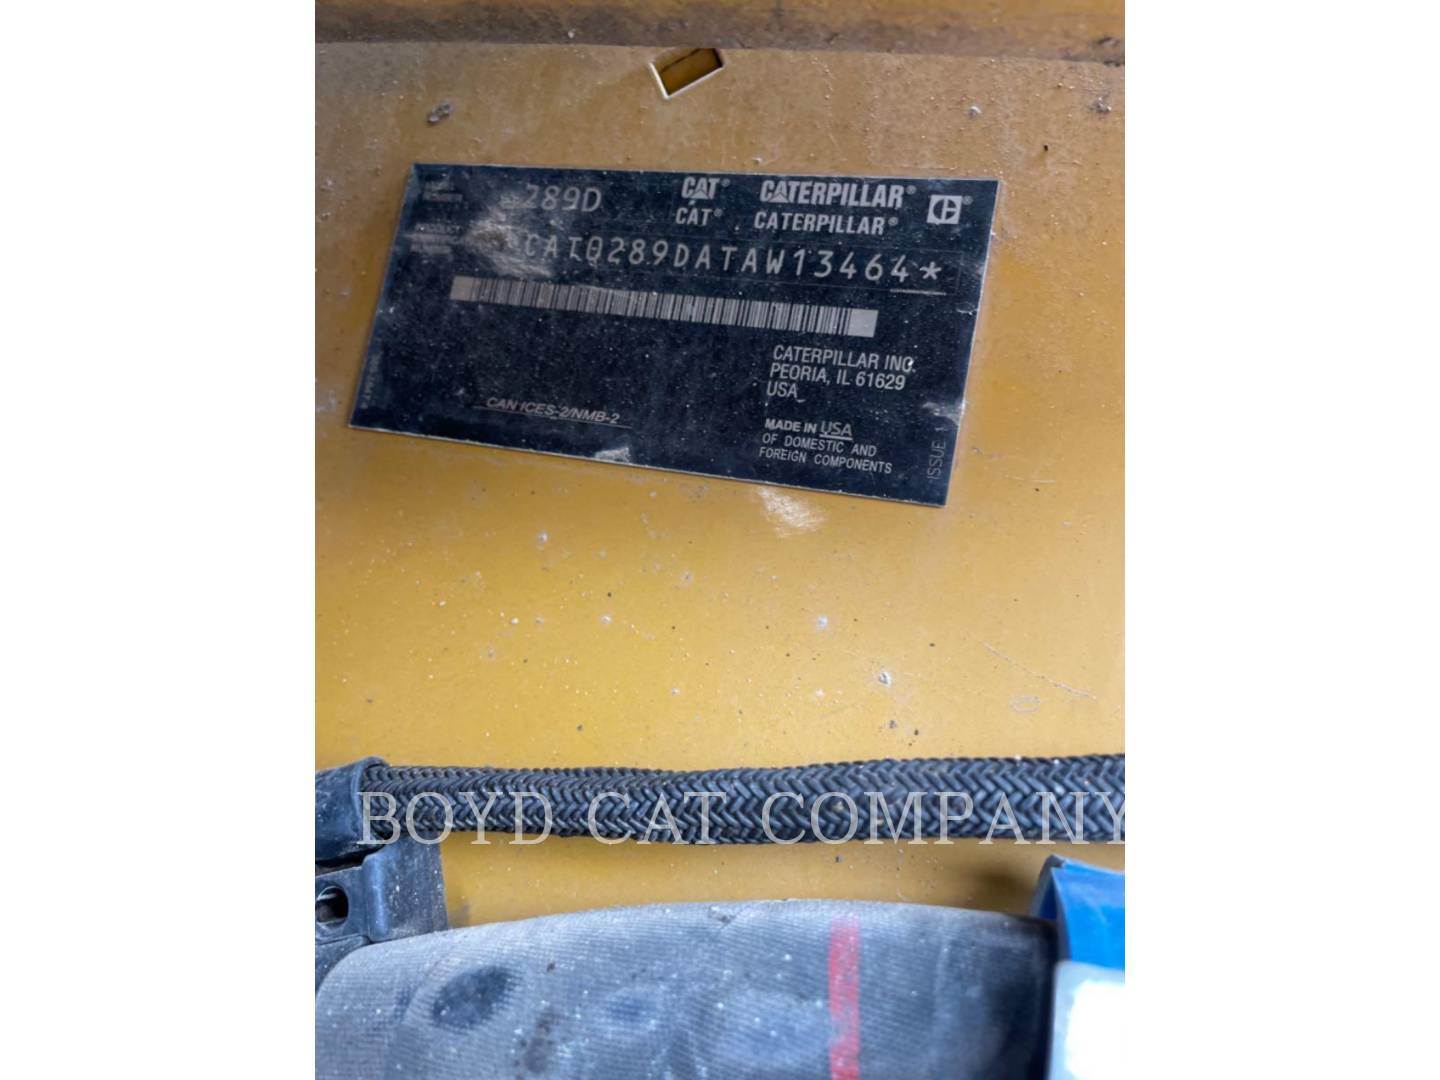 289D CAT® CATERPILLAR®
CAT® CATERPILLAR®
CAT0289DATAW13464*
CATERPILLAR INC.
PEORIA, IL 61629
USA
CAN ICES-2/NMB-2
MADE IN USA
OF DOMESTIC AND
FOREIGN COMPONENTS
ISSUE 1
BOYD CAT COMPANY